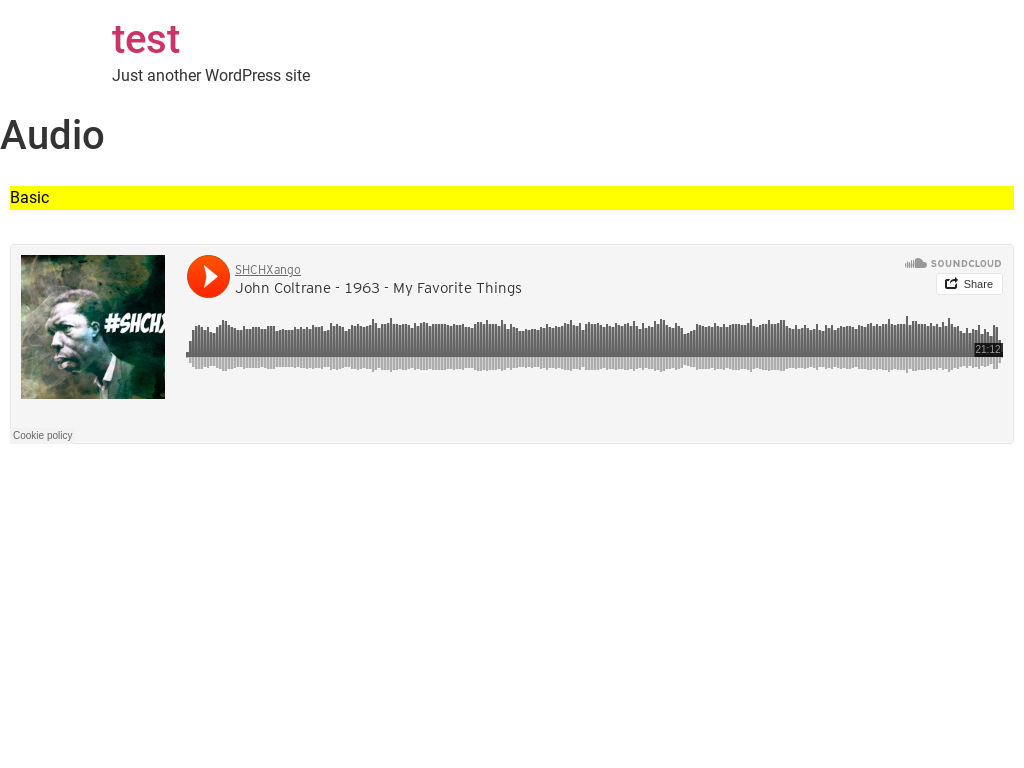 test
Just another WordPress site
Audio
Basic
SHCHXango
John Coltrane - 1963 - My Favorite Things
SOUNDCLOUD
Share
#SHCHX
21:12
Cookie policy